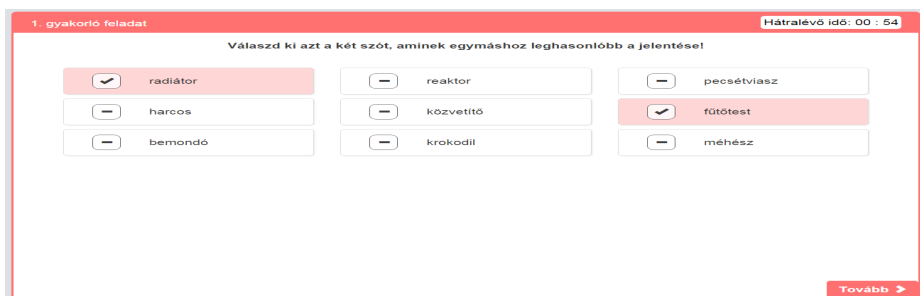 1. gyakorló feladat
Hátralévő idő: 00 : 54
Válaszd ki azt a két szót, aminek egymáshoz leghasonlóbb a jelentése!
radiátor reaktor pecsétviasz
harcos közvetítő fűtőtest
bemondó krokodil méhész
Tovább